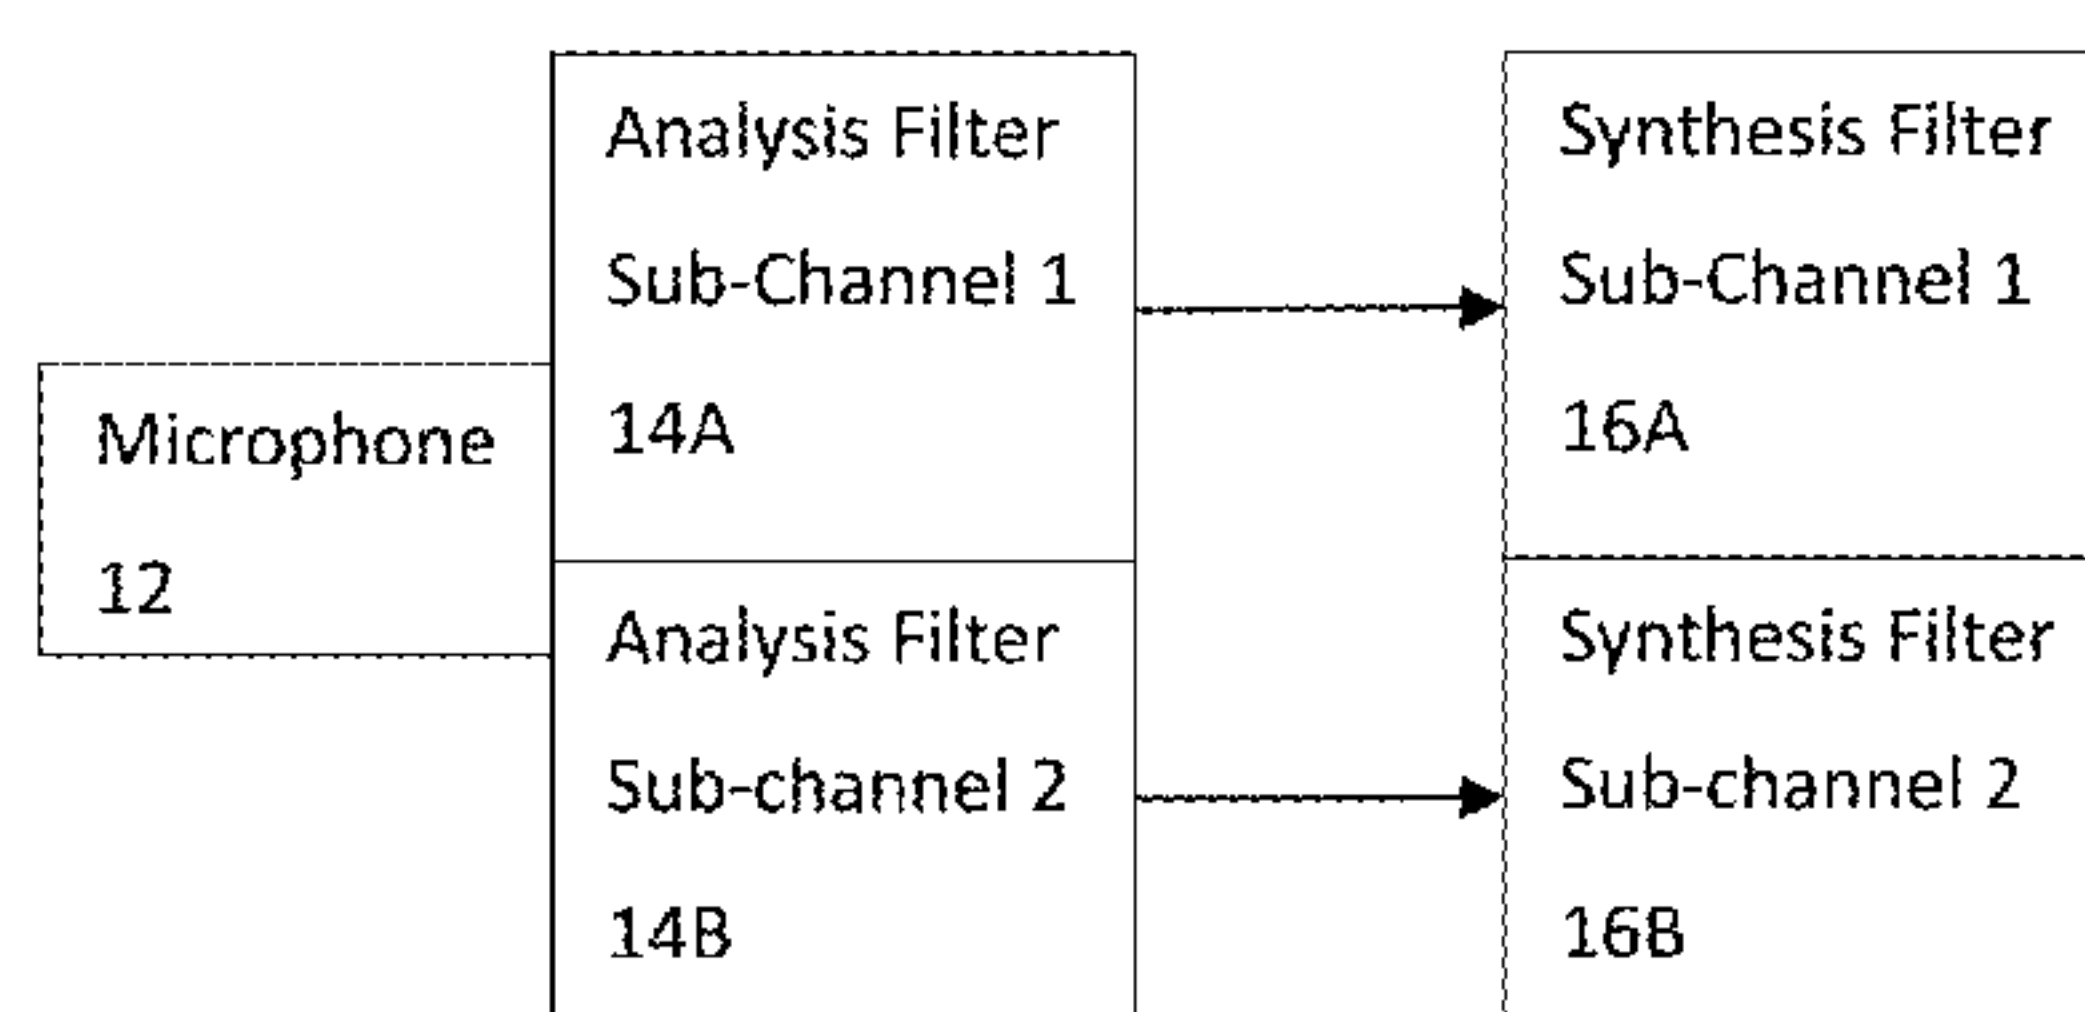 Microphone
12
Analysis Filter
Sub-Channel 1
14A
Analysis Filter
Sub-channel 2
14B
Synthesis Filter
Sub-Channel 1
16A
Synthesis Filter
Sub-channel 2
16B